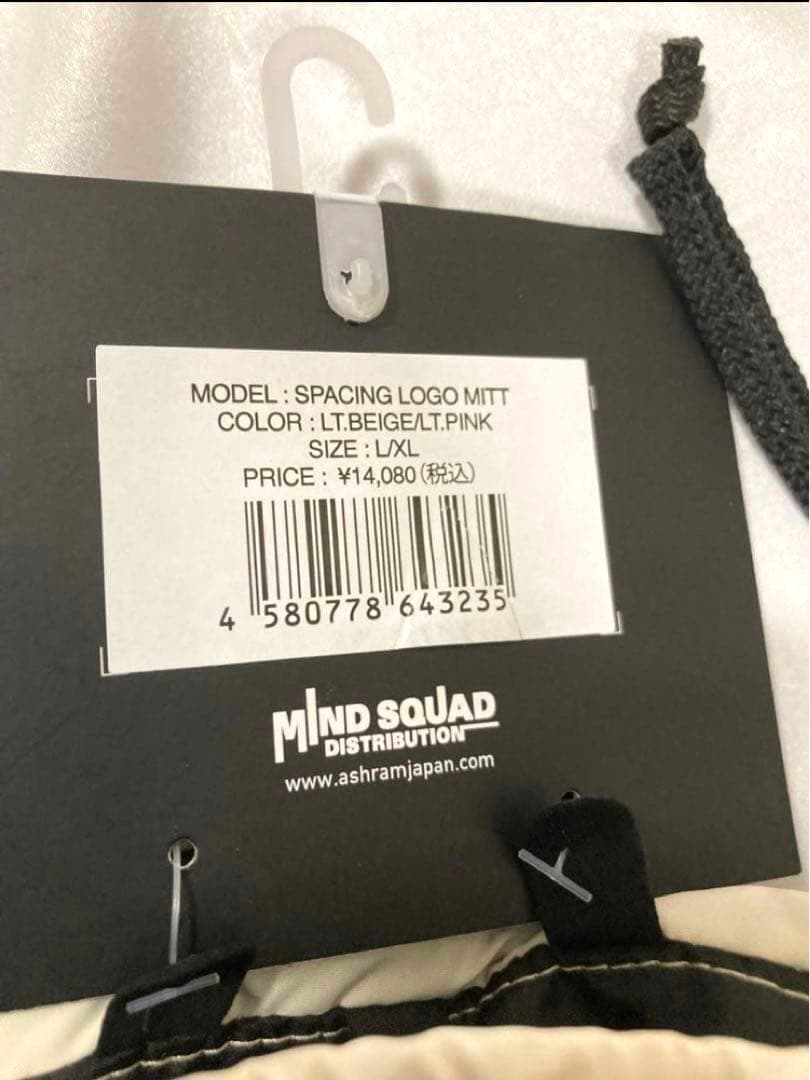 MODEL : SPACING LOGO MITT
COLOR : LT.BEIGE/LT.PINK
SIZE : L/XL
PRICE : ¥14,080(税込)
4 580778 643235
MIND SQUAD
DISTRIBUTION
www.ashramjapan.com